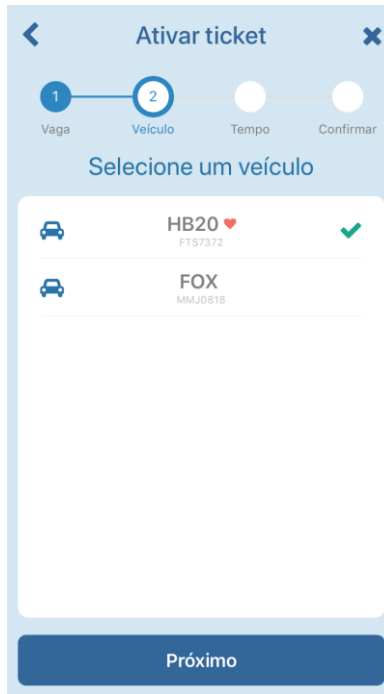 Ativar ticket
1 2
Vaga Veículo Tempo Confirmar
Selecione um veículo
HB20
FTS7372
FOX
MMJ0818
Próximo